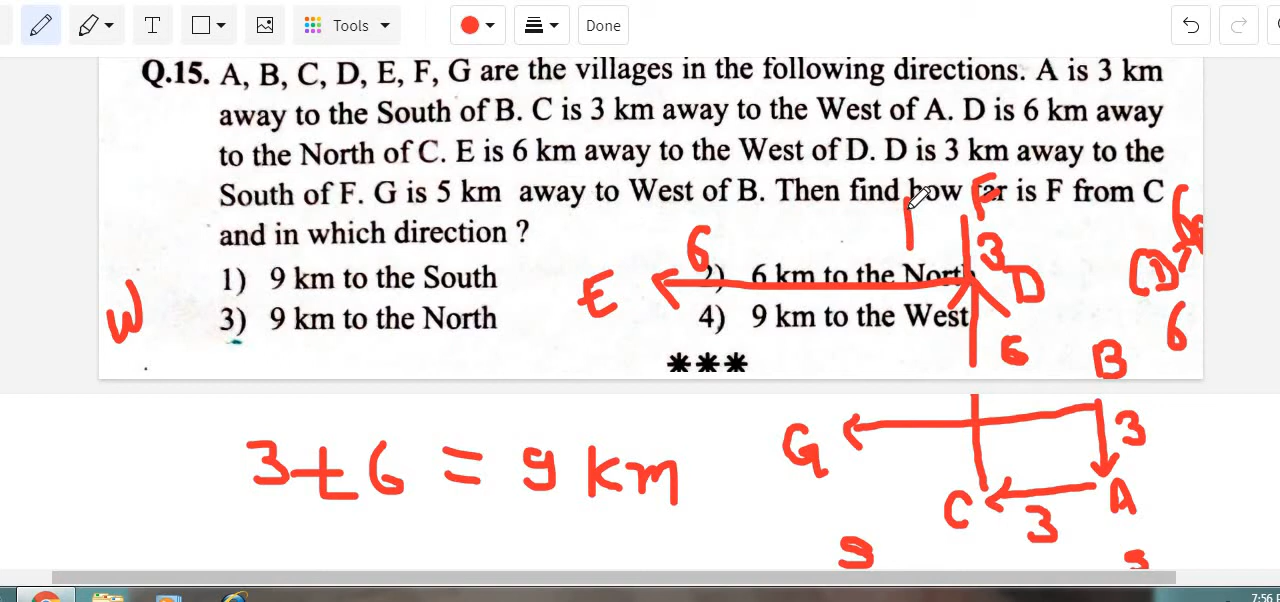 Tools
Done
Q.15. A, B, C, D, E, F, G are the villages in the following directions. A is 3 km
away to the South of B. C is 3 km away to the West of A. D is 6 km away
to the North of C. E is 6 km away to the West of D. D is 3 km away to the
South of F. G is 5 km away to West of B. Then find how far is F from C
and in which direction ?
1) 9 km to the South
2) 6 km to the North
3) 9 km to the North
4) 9 km to the West
***
F
3
6
E
D
(D)
W
6
6
B
3
G
3+6 = 9 km
C
3
A
T
7:56